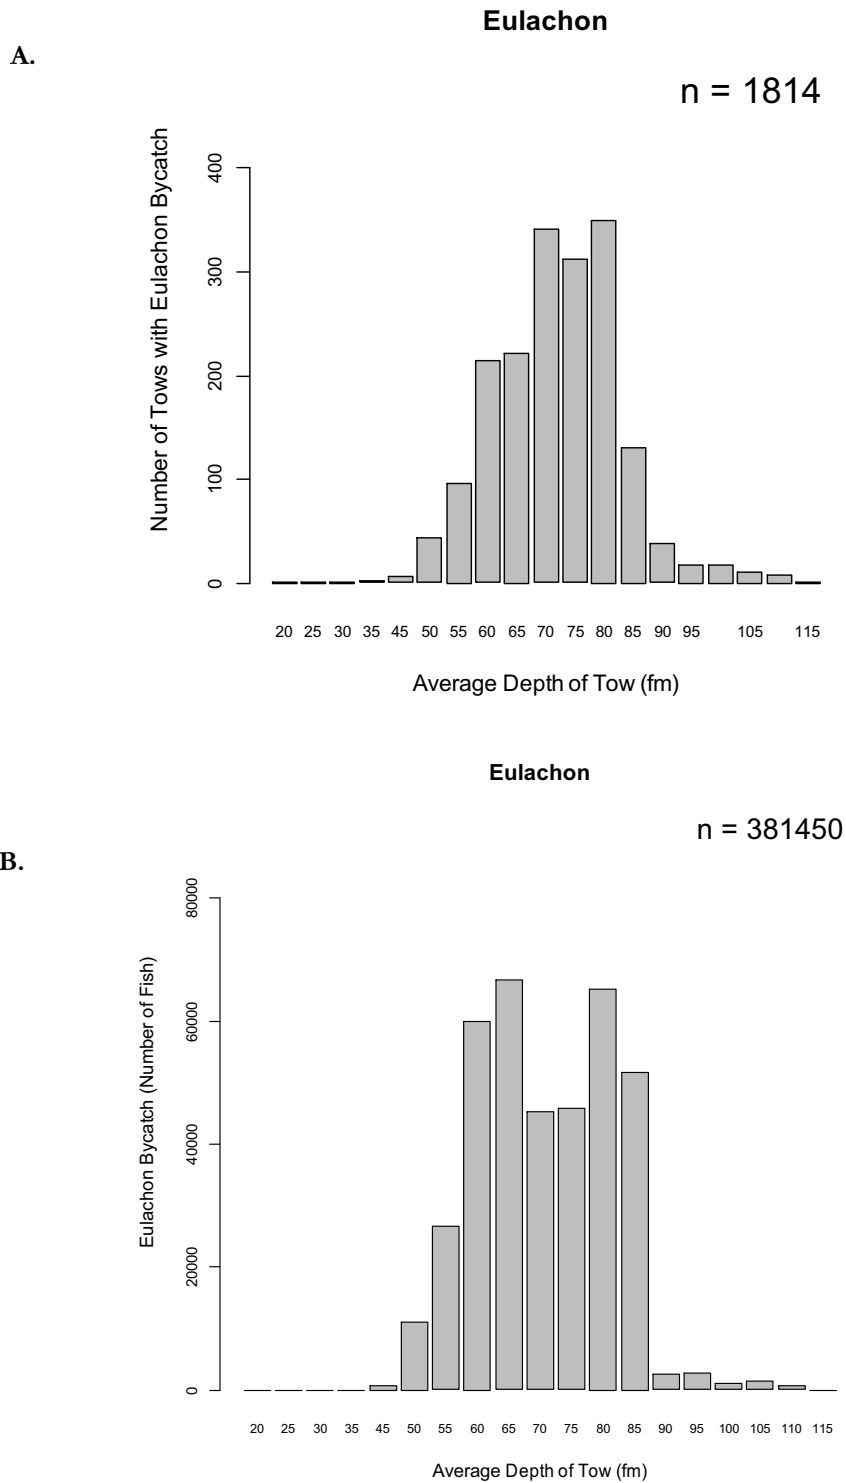 Eulachon
A.
n = 1814
Number of Tows with Eulachon Bycatch
400
300
200
100
0
20 25 30 35 45 50 55 60 65 70 75 80 85 90 95 105 115
Average Depth of Tow (fm)
Eulachon
n = 381450
B.
Eulachon Bycatch (Number of Fish)
80000
60000
40000
20000
0
20 25 30 35 45 50 55 60 65 70 75 80 85 90 95 100 105 110 115
Average Depth of Tow (fm)